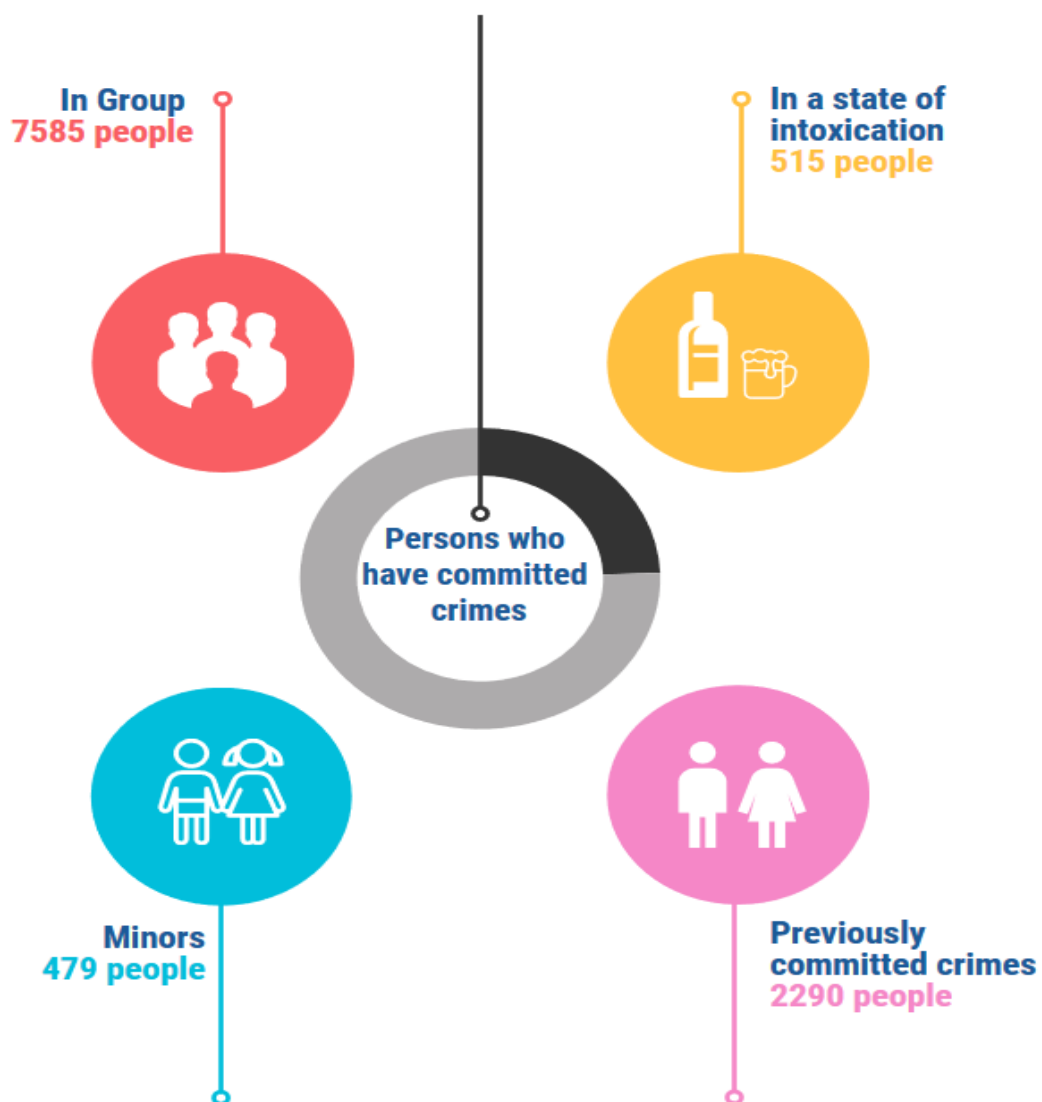 In Group
7585 people
In a state of
intoxication
515 people
Persons who
have committed
crimes
Minors
479 people
Previously
committed crimes
2290 people